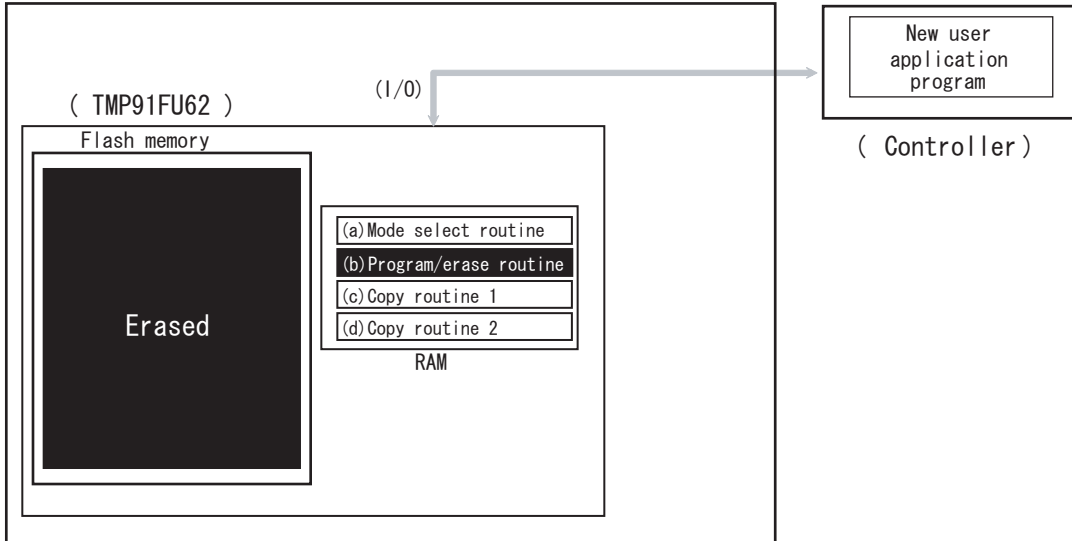 New user
application
program
(I/O)
( TMP91FU62 )
( Controller)
Flash memory
(a)Mode select routine
(b)Program/erase routine
(c)Copy routine 1
(d)Copy routine 2
Erased
RAM